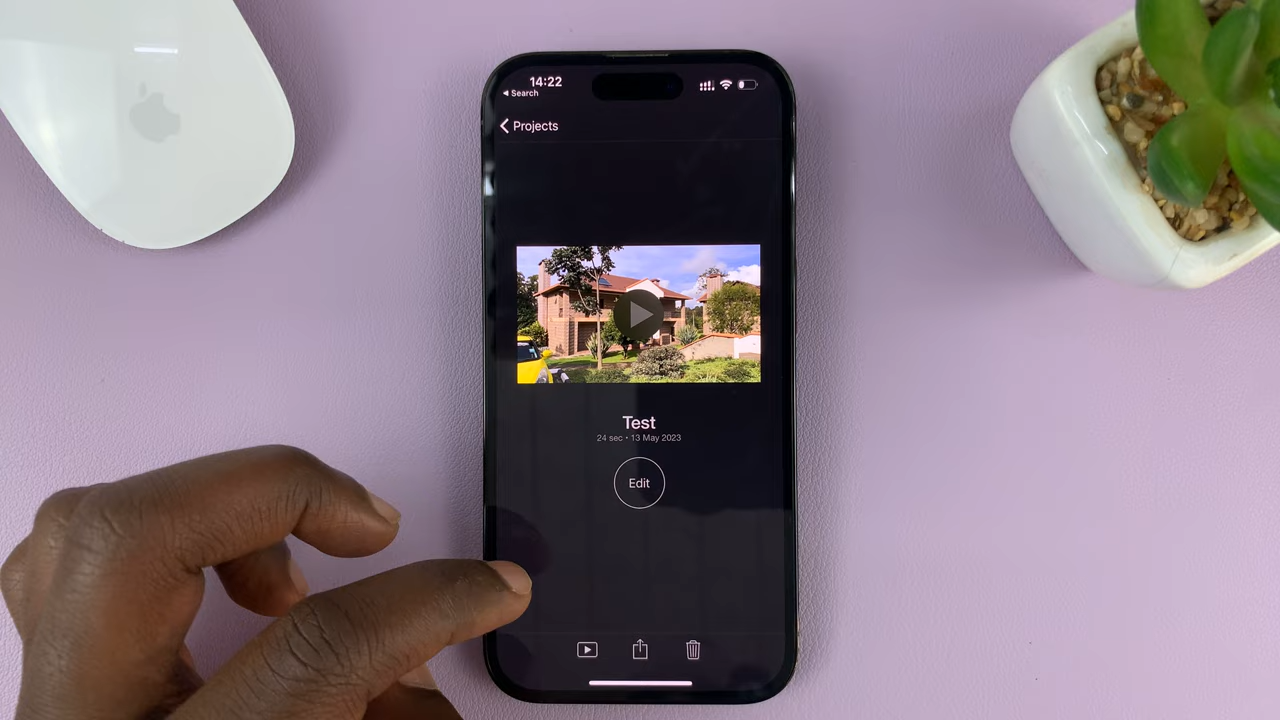 14:22
◀ Search
Projects
Test
24 sec • 13 May 2023
Edit